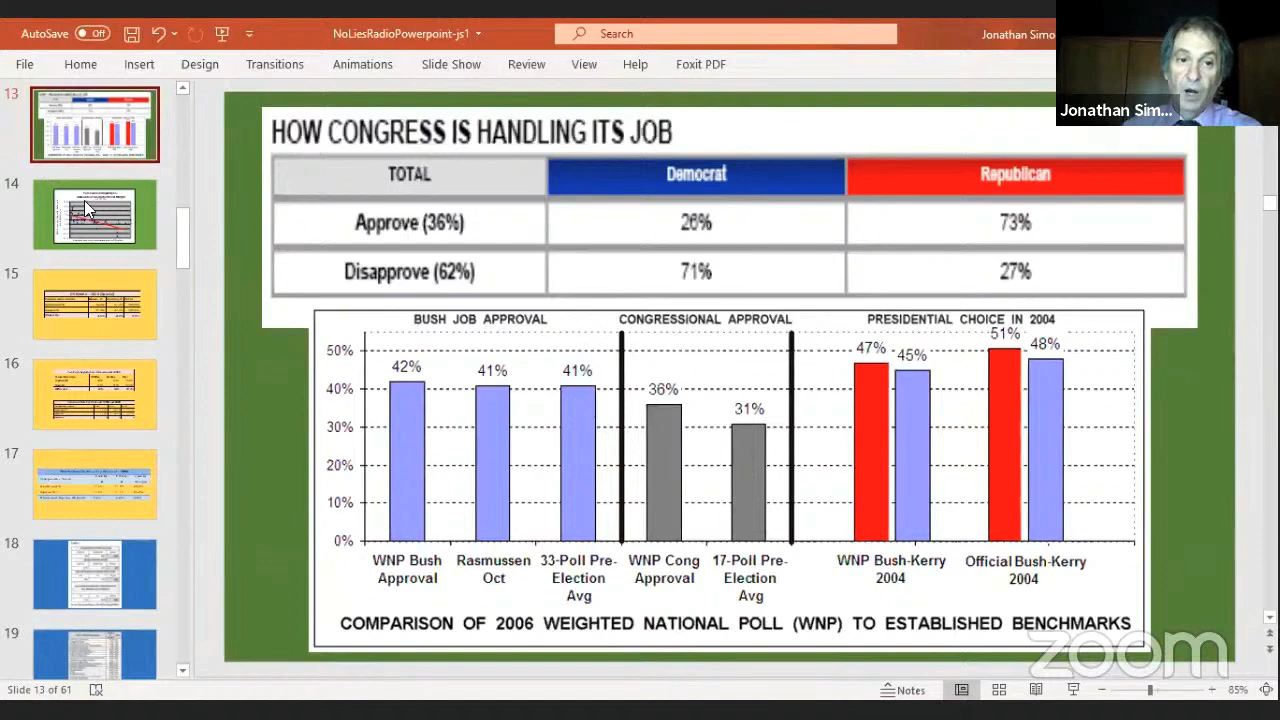 AutoSave Off NoLiesRadioPowerpoint-js1 Search Jonathan Simo
File Home Insert Design Transitions Animations Slide Show Review View Help Foxit PDF
Jonathan Sim...
13
14
15
16
17
18
19
HOW CONGRESS IS HANDLING ITS JOB
TOTAL Democrat Republican
Approve (36%) 26% 73%
Disapprove (62%) 71% 27%
BUSH JOB APPROVAL CONGRESSIONAL APPROVAL PRESIDENTIAL CHOICE IN 2004
50%
40%
30%
20%
10%
0%
42% 41% 41% 36% 31% 47% 45% 51% 48%
WNP Bush Approval
Rasmussen Oct
33-Poll Pre-Election Avg
WNP Cong Approval
17-Poll Pre-Election Avg
WNP Bush-Kerry 2004
Official Bush-Kerry 2004
COMPARISON OF 2006 WEIGHTED NATIONAL POLL (WNP) TO ESTABLISHED BENCHMARKS
zoom
Slide 13 of 61 Notes 85%